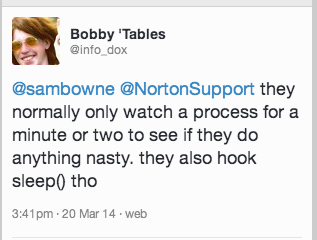 Bobby 'Tables
@info_dox
@sambowne @NortonSupport they
normally only watch a process for a
minute or two to see if they do
anything nasty. they also hook
sleep() tho
3:41pm · 20 Mar 14 · web